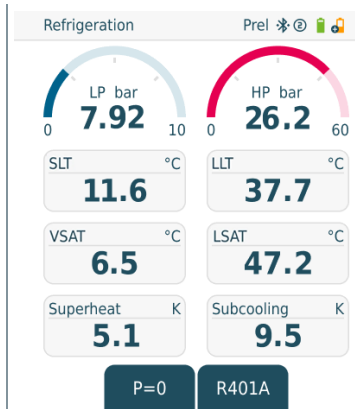 Refrigeration Prel 2
LP bar HP bar
7.92 26.2
0 10 0 60
SLT °C LLT °C
11.6 37.7
VSAT °C LSAT °C
6.5 47.2
Superheat K Subcooling K
5.1 9.5
P=0 R401A